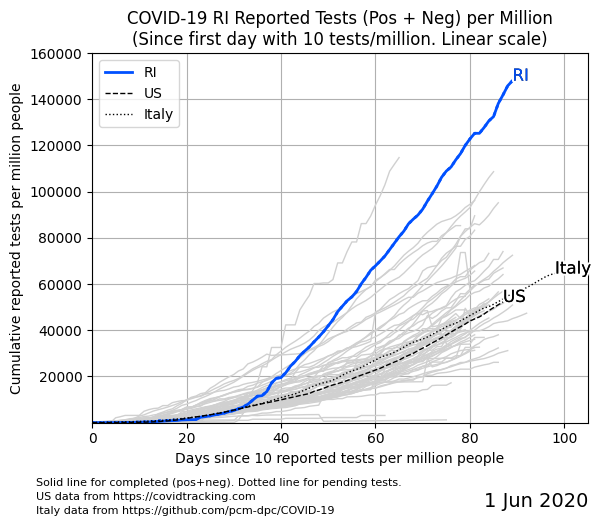 COVID-19 RI Reported Tests (Pos + Neg) per Million
(Since first day with 10 tests/million. Linear scale)
Cumulative reported tests per million people
160000
140000
120000
100000
80000
60000
40000
20000
RI
US
Italy
RI
Italy
US
0
20
40
60
80
100
Days since 10 reported tests per million people
Solid line for completed (pos+neg). Dotted line for pending tests.
US data from https://covidtracking.com
Italy data from https://github.com/pcm-dpc/COVID-19
1 Jun 2020